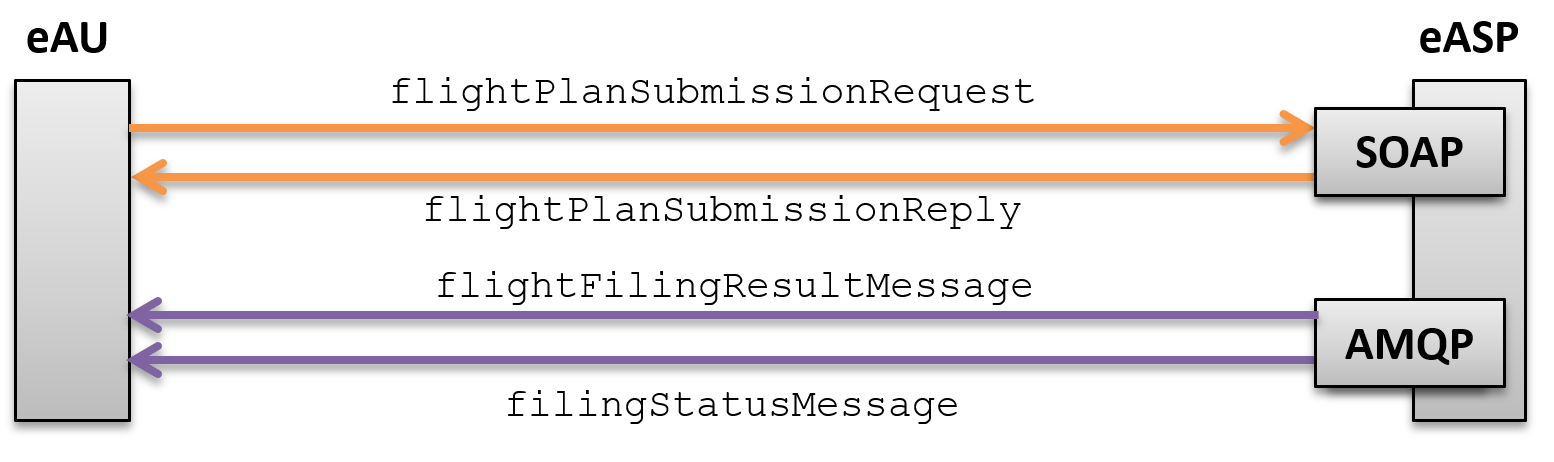 eAU
eASP
flightPlanSubmissionRequest
SOAP
flightPlanSubmissionReply
flightFilingResultMessage
AMQP
filingStatusMessage